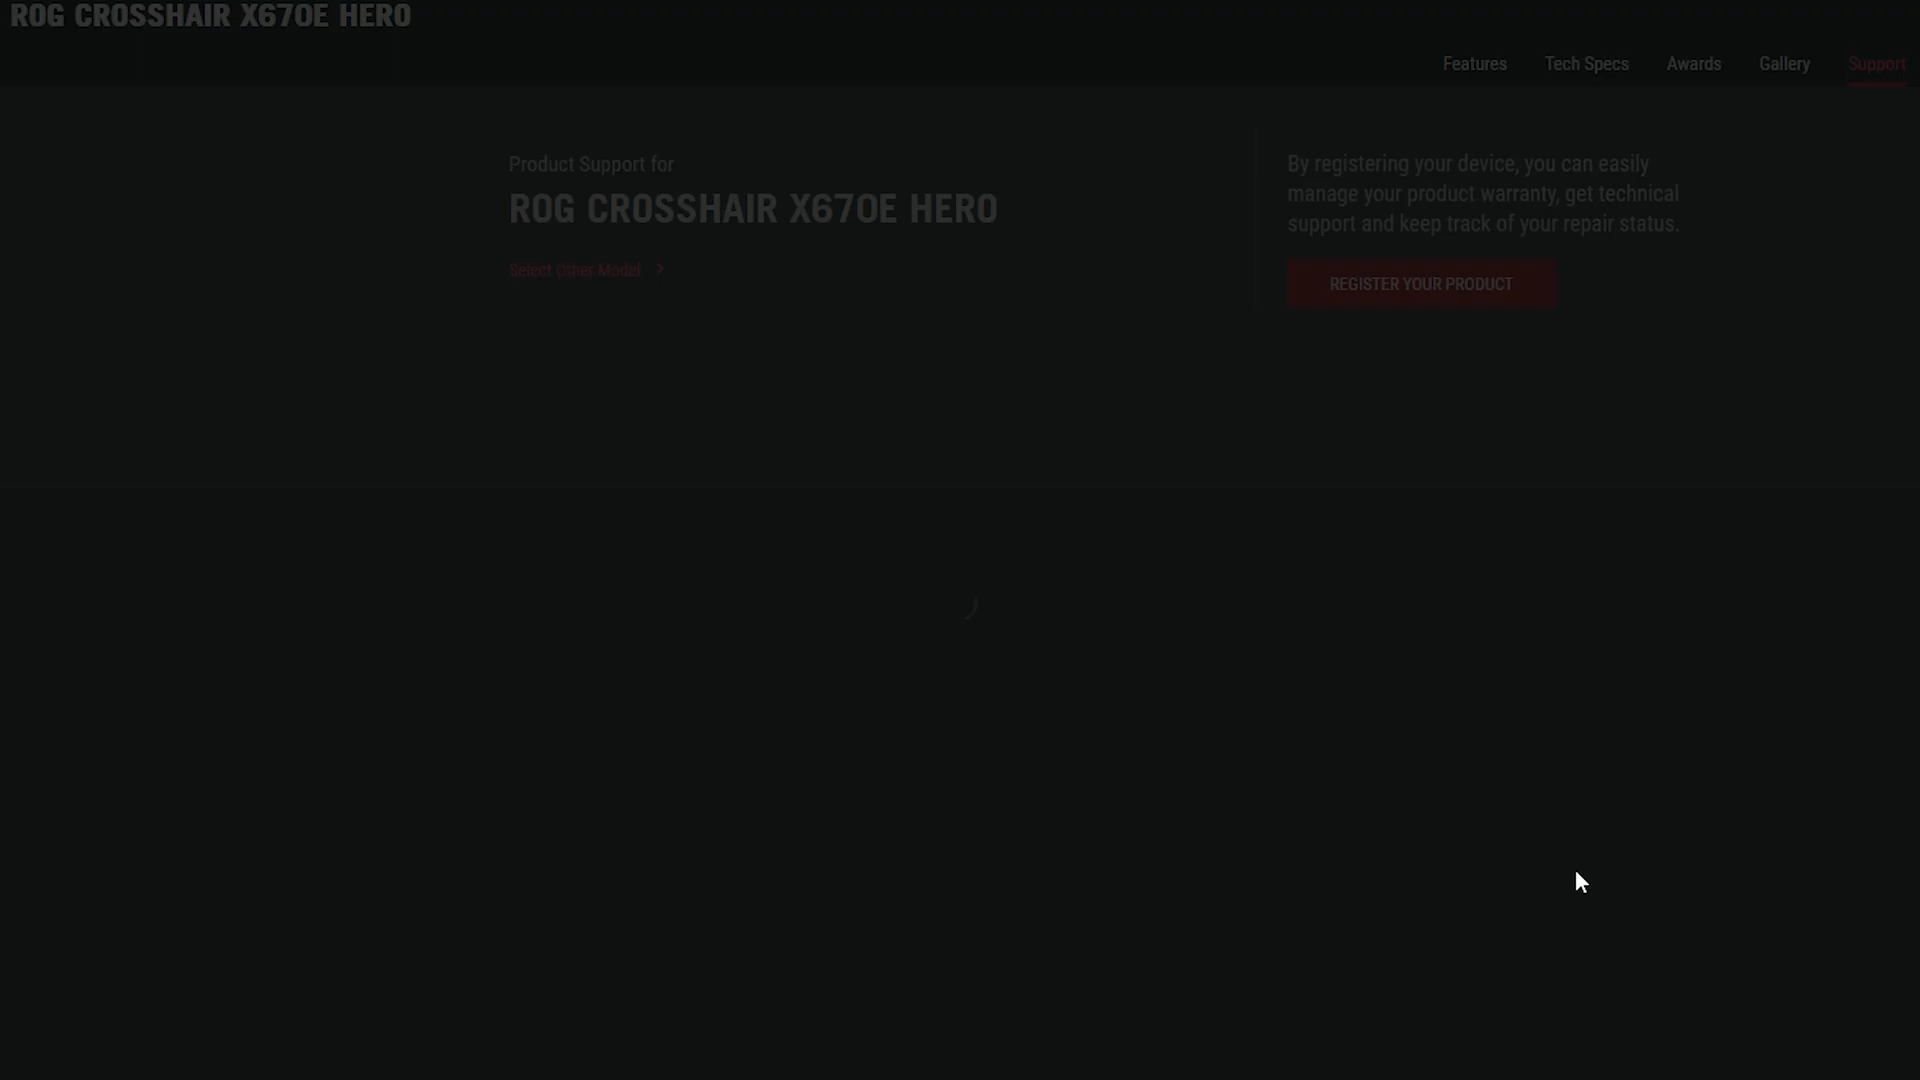 ROG CROSSHAIR X670E HERO
Features Tech Specs Awards Gallery Support
Product Support for
ROG CROSSHAIR X670E HERO
Select Other Model
By registering your device, you can easily
manage your product warranty, get technical
support and keep track of your repair status.
REGISTER YOUR PRODUCT